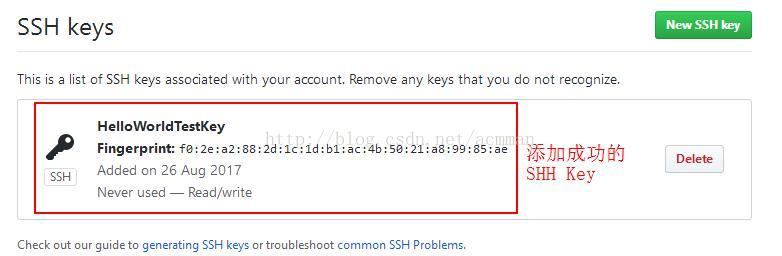 SSH keys
New SSH key
This is a list of SSH keys associated with your account. Remove any keys that you do not recognize.
HelloWorldTestKey
http://blog.csdn.net/acmman
Fingerprint: f0:2e:a2:88:2d:1c:1d:b1:ac:4b:50:21:a8:99:85:ae
SSH
Added on 26 Aug 2017
Never used — Read/write
添加成功的
SHH Key
Delete
Check out our guide to generating SSH keys or troubleshoot common SSH Problems.